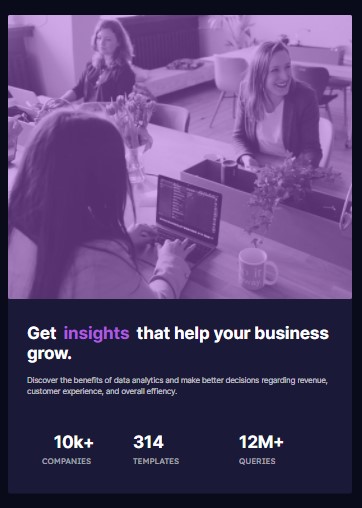 Get insights that help your business
grow.
Discover the benefits of data analytics and make better decisions regarding revenue,
customer experience, and overall effiency.
10k+ 314 12M+
COMPANIES TEMPLATES QUERIES